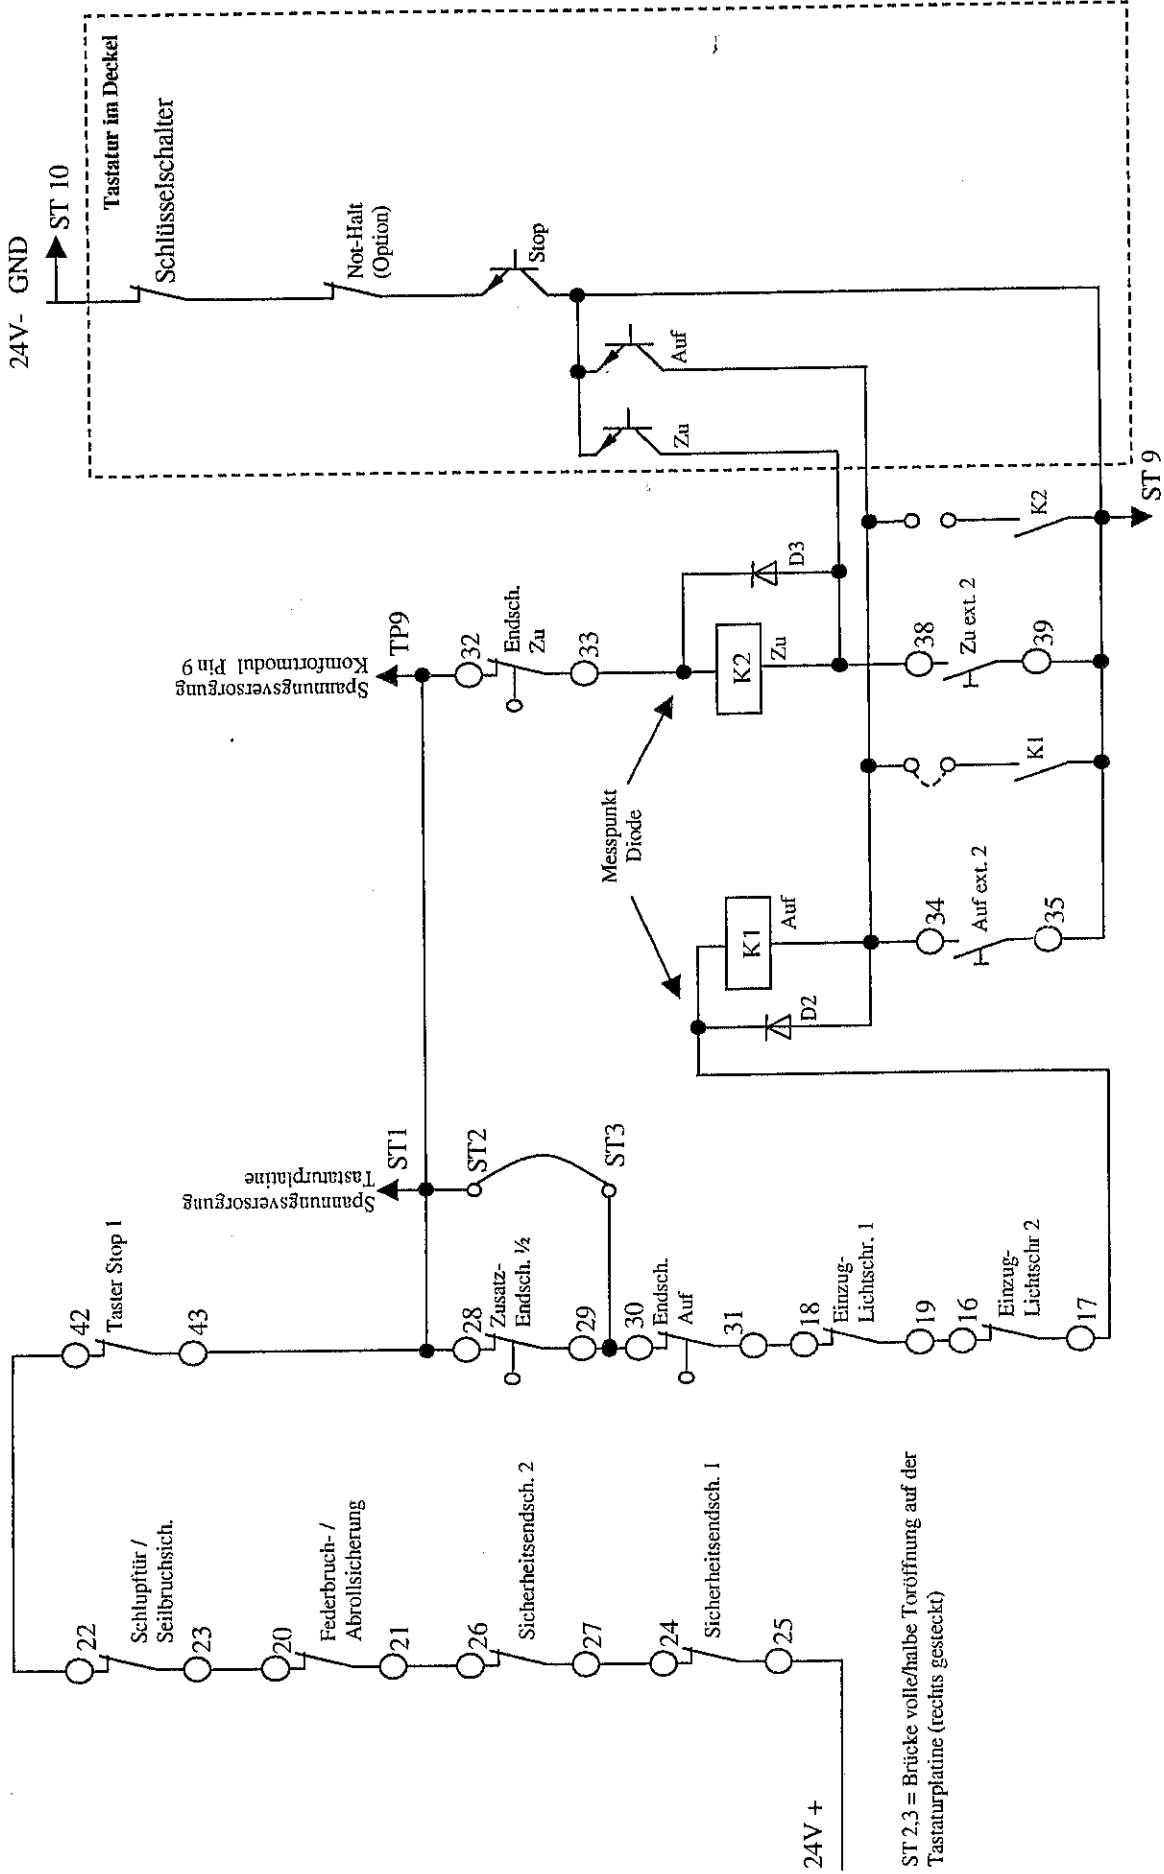 24V +
25
Sicherheitsendsch. 1
24
27
Sicherheitsendsch. 2
26
21
Federbruch- /
Abrollsicherung
20
23
Schlupftür /
Seilbruchsich.
22
42
Taster Stop 1
43
Spannungsversorgung
Tastaturplatine
ST1
ST2
ST3
28
Zusatz-
Endsch. ½
29
30
Endsch.
Auf
31
18
Einzug-
Lichtschr. 1
19
16
Einzug-
Lichtschr 2
17
ST 2,3 = Brücke volle/halbe Toröffnung auf der
Tastaturplatine (rechts gesteckt)
Messpunkt
Diode
D2
K1
Auf
34
Auf ext. 2
35
K1
Spannungsversorgung
Komfortmodul Pin 9
TP9
32
Endsch.
Zu
33
K2
Zu
D3
38
Zu ext. 2
39
K2
ST 9
24V- GND
ST 10
Tastatur im Deckel
Schlüsselschalter
Not-Halt
(Option)
Stop
Auf
Zu